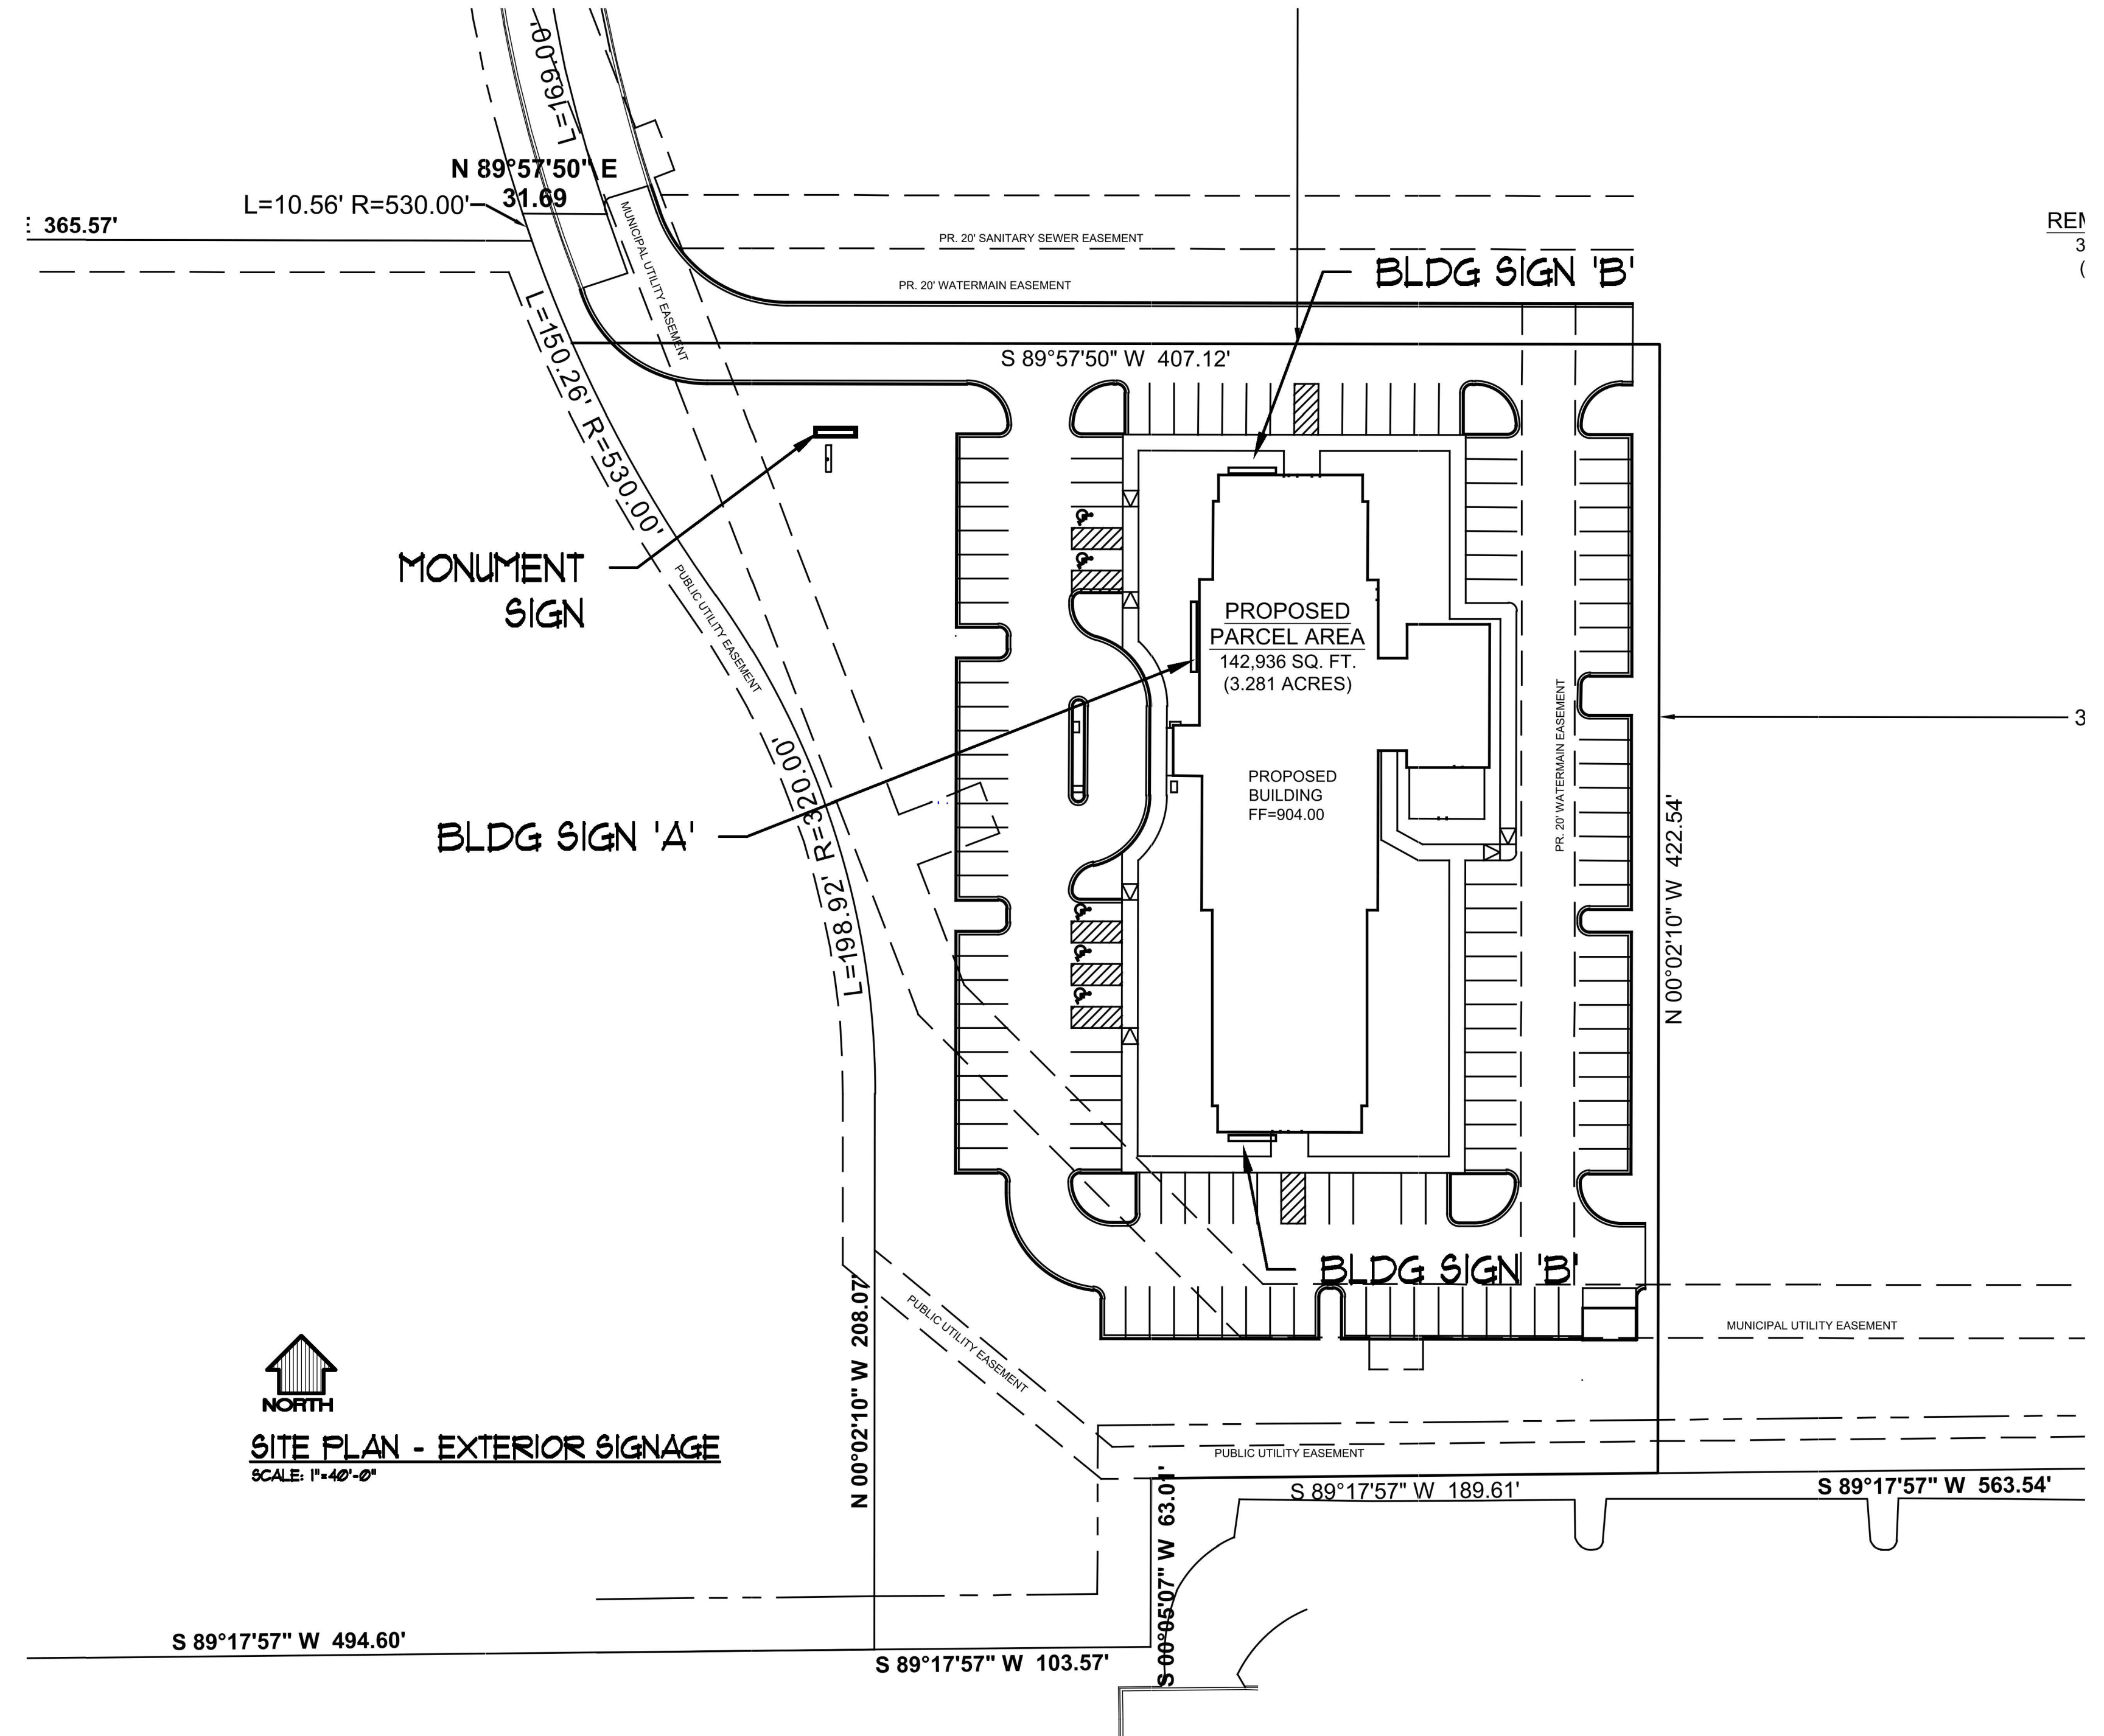 L=169.00'
N 89°57'50" E
31.69
L=10.56' R=530.00'
365.57'
MUNICIPAL UTILITY EASEMENT
PR. 20' SANITARY SEWER EASEMENT
PR. 20' WATERMAIN EASEMENT
BLDG SIGN 'B'
S 89°57'50" W 407.12'
L=150.26' R=530.00'
MONUMENT
SIGN
PUBLIC UTILITY EASEMENT
PROPOSED
PARCEL AREA
142,936 SQ. FT.
(3.281 ACRES)
PROPOSED
BUILDING
FF=904.00
PR. 20' WATERMAIN EASEMENT
N 00°02'10" W 422.54'
BLDG SIGN 'A'
L=198.92' R=320.00'
BLDG SIGN 'B'
MUNICIPAL UTILITY EASEMENT
PUBLIC UTILITY EASEMENT
N 00°02'10" W 208.07'
NORTH
SITE PLAN - EXTERIOR SIGNAGE
SCALE: 1"=40'-0"
PUBLIC UTILITY EASEMENT
S 89°17'57" W 189.61'
S 89°17'57" W 563.54'
S 00°05'07" W 63.01'
S 89°17'57" W 494.60'
S 89°17'57" W 103.57'